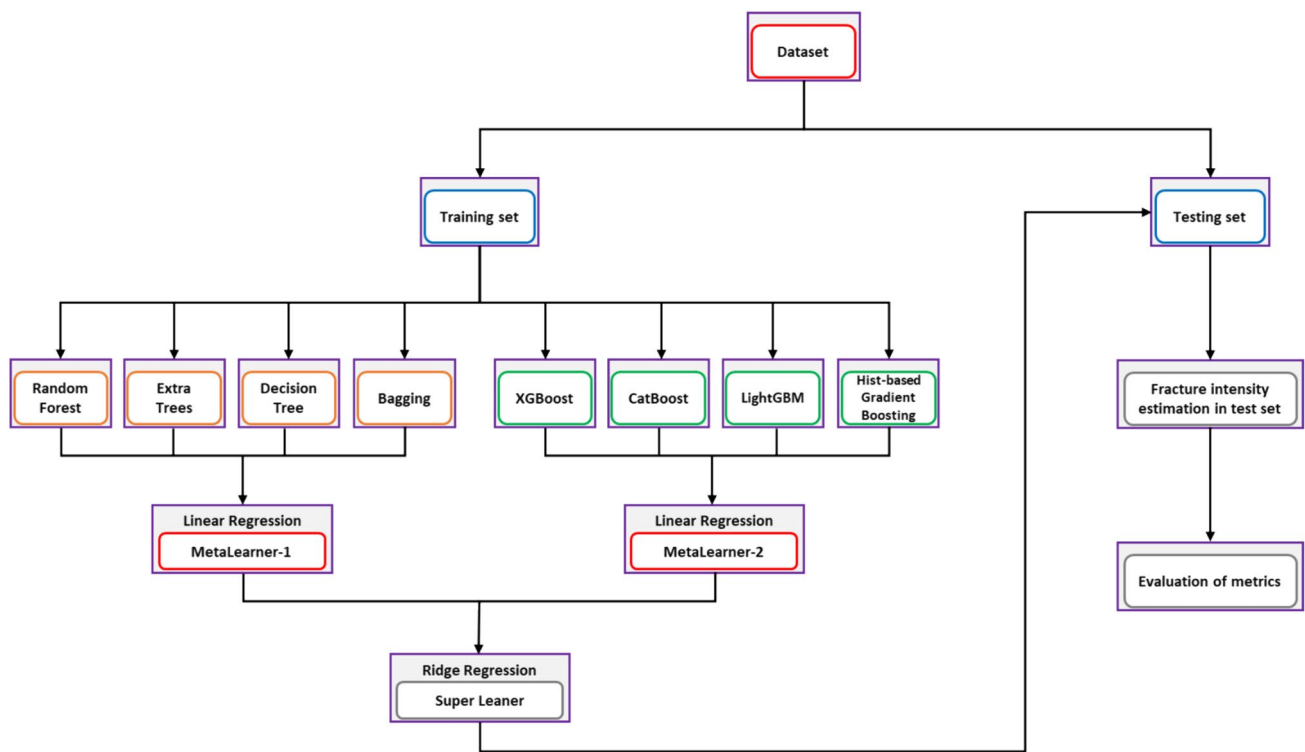 Dataset
Training set
Testing set
Random
Forest
Extra
Trees
Decision
Tree
Bagging
XGBoost
CatBoost
LightGBM
Hist-based
Gradient
Boosting
Fracture intensity
estimation in test set
Linear Regression
MetaLearner-1
Linear Regression
MetaLearner-2
Evaluation of metrics
Ridge Regression
Super Leaner